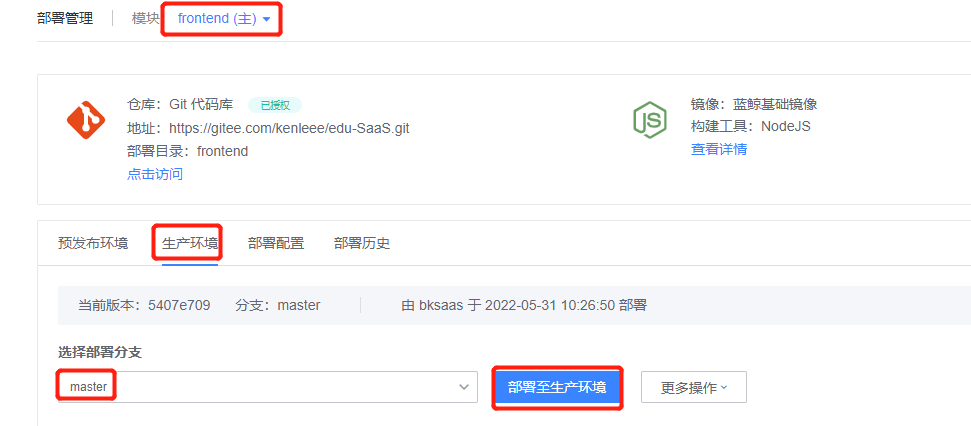 部署管理 模块 frontend (主)
仓库：Git 代码库 已授权
地址：https://gitee.com/kenleee/edu-SaaS.git
部署目录：frontend
点击访问
JS
镜像：蓝鲸基础镜像
构建工具：NodeJS
查看详情
预发布环境 生产环境 部署配置 部署历史
当前版本：5407e709 分支：master 由 bksaas 于 2022-05-31 10:26:50 部署
选择部署分支
master 部署至生产环境 更多操作